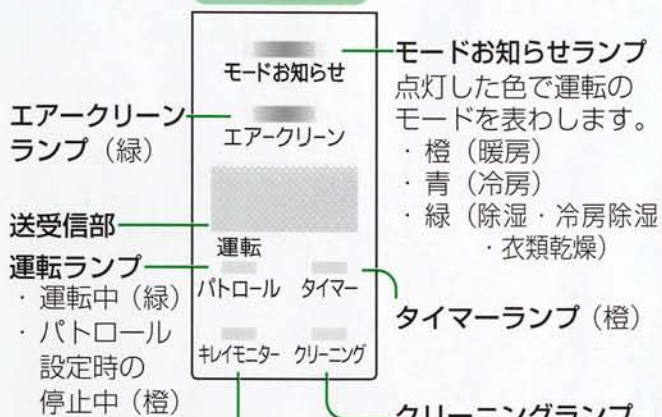 モードお知らせ
エアークリーン
運転
パトロール タイマー
キレイモニター クリーニング
エアークリーン
ランプ（緑）
送受信部
運転ランプ
・運転中（緑）
・パトロール
設定時の
停止中（橙）
モードお知らせランプ
点灯した色で運転の
モードを表わします。
・橙（暖房）
・青（冷房）
・緑（除湿・冷房除湿
・衣類乾燥）
タイマーランプ（橙）
クリーニングランプ